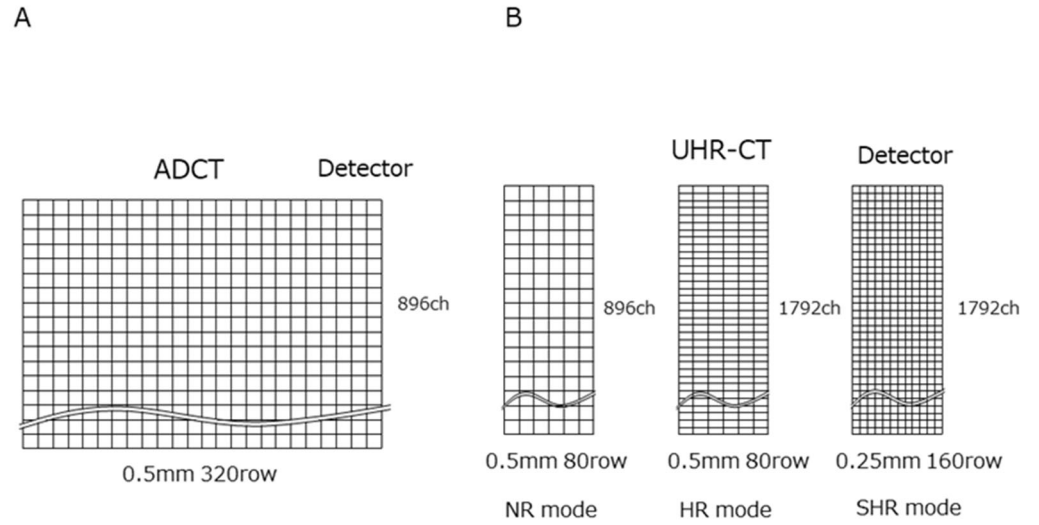 A
ADCT
Detector
896ch
0.5mm 320row
B
UHR-CT
Detector
896ch
1792ch
1792ch
0.5mm 80row
0.5mm 80row
0.25mm 160row
NR mode
HR mode
SHR mode